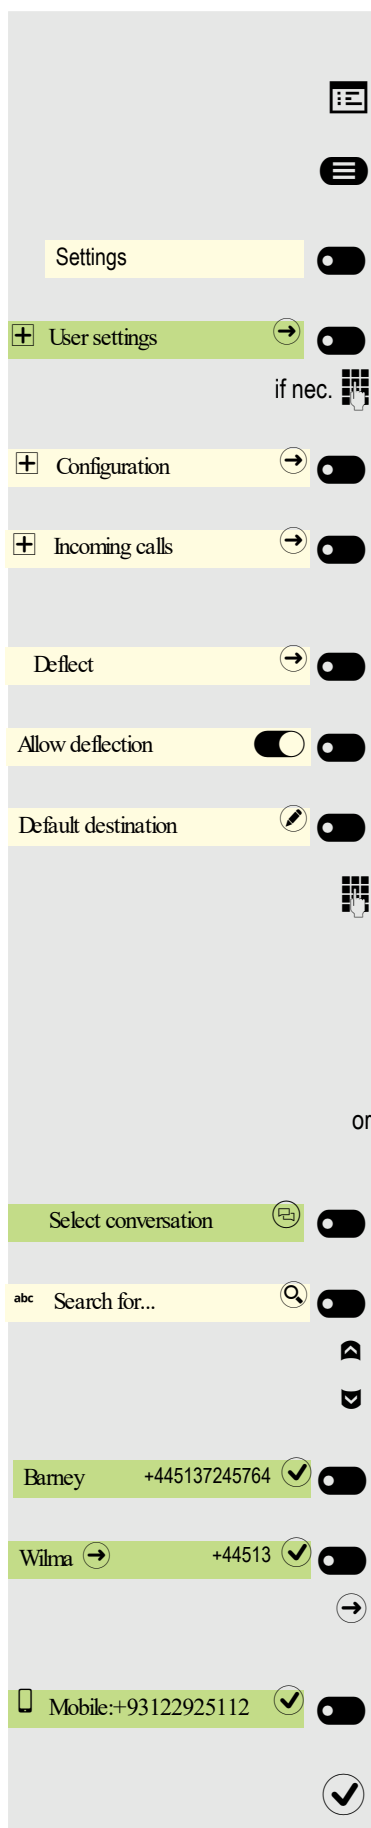 Settings
User settings
if nec.
Configuration
Incoming calls
Deflect
Allow deflection
Default destination
or
Select conversation
abc Search for...
Barney +445137245764
Wilma +44513
Mobile:+93122925112